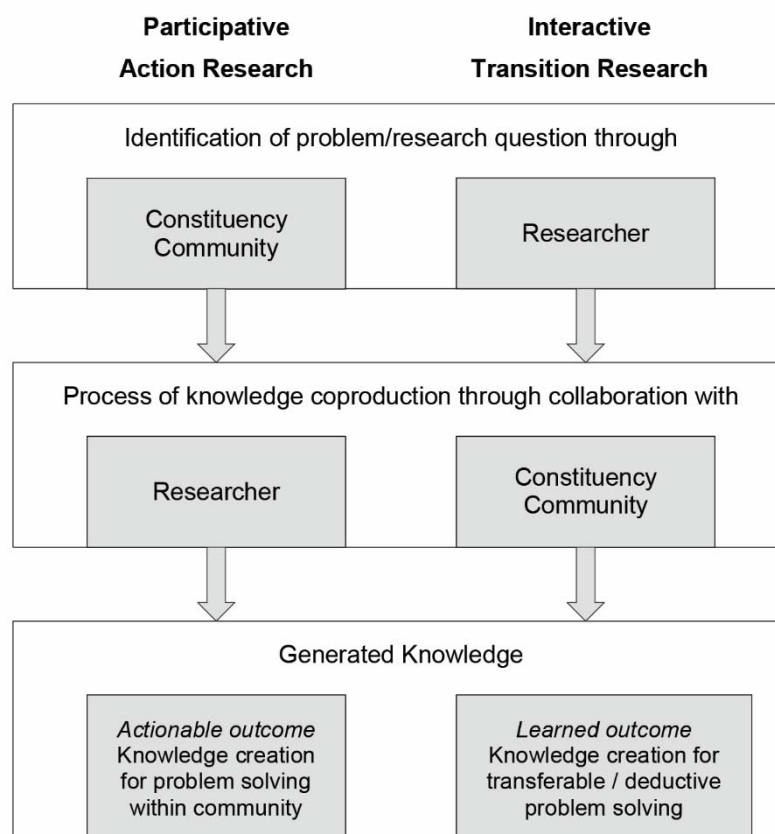 Participative
Action Research
Interactive
Transition Research
Identification of problem/research question through
Constituency
Community
Researcher
Process of knowledge coproduction through collaboration with
Researcher
Constituency
Community
Generated Knowledge
Actionable outcome
Knowledge creation
for problem solving
within community
Learned outcome
Knowledge creation for
transferable / deductive
problem solving